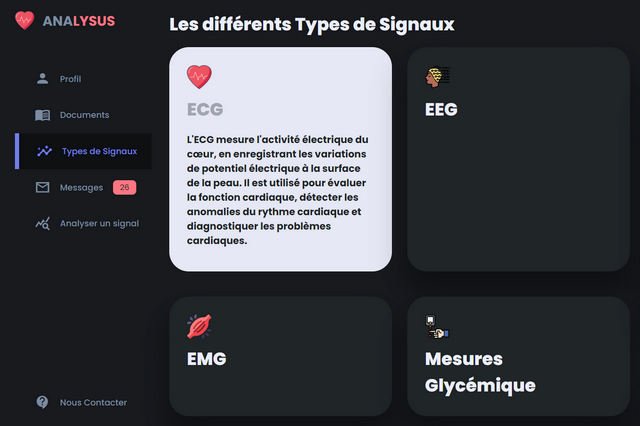 ANALYSUS
Profil
Documents
Types de Signaux
Messages 26
Analyser un signal
Nous Contacter
Les différents Types de Signaux
ECG
L'ECG mesure l'activité électrique du
cœur, en enregistrant les variations
de potentiel électrique à la surface
de la peau. Il est utilisé pour évaluer
la fonction cardiaque, détecter les
anomalies du rythme cardiaque et
diagnostiquer les problèmes
cardiaques.
EEG
EMG
Mesures
Glycémique